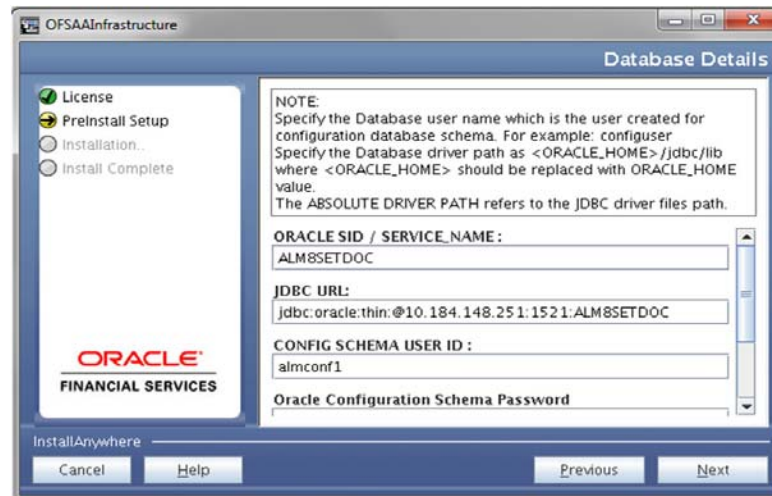 OFSAAInfrastructure
Database Details
License
PreInstall Setup
Installation..
Install Complete
NOTE:
Specify the Database user name which is the user created for
configuration database schema. For example: configuser
Specify the Database driver path as <ORACLE_HOME>/jdbc/lib
where <ORACLE_HOME> should be replaced with ORACLE_HOME
value.
The ABSOLUTE DRIVER PATH refers to the JDBC driver files path.
ORACLE SID / SERVICE_NAME :
ALM8SETDOC
JDBC URL:
jdbc:oracle:thin:@10.184.148.251:1521:ALM8SETDOC
CONFIG SCHEMA USER ID :
almconf1
Oracle Configuration Schema Password
ORACLE
FINANCIAL SERVICES
InstallAnywhere
Cancel
Help
Previous
Next